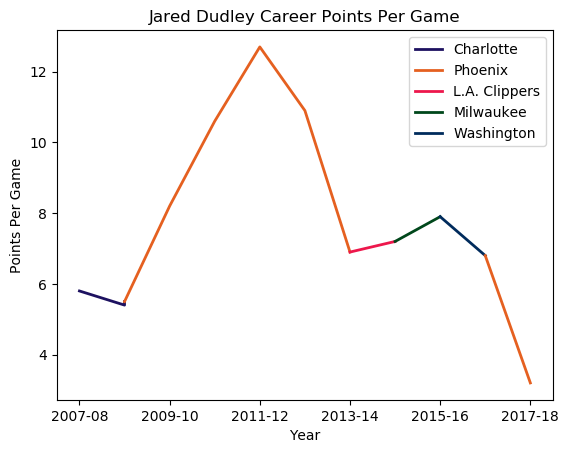 Jared Dudley Career Points Per Game
Charlotte
Phoenix
L.A. Clippers
Milwaukee
Washington
12
10
8
6
4
Points Per Game
2007-08 2009-10 2011-12 2013-14 2015-16 2017-18
Year